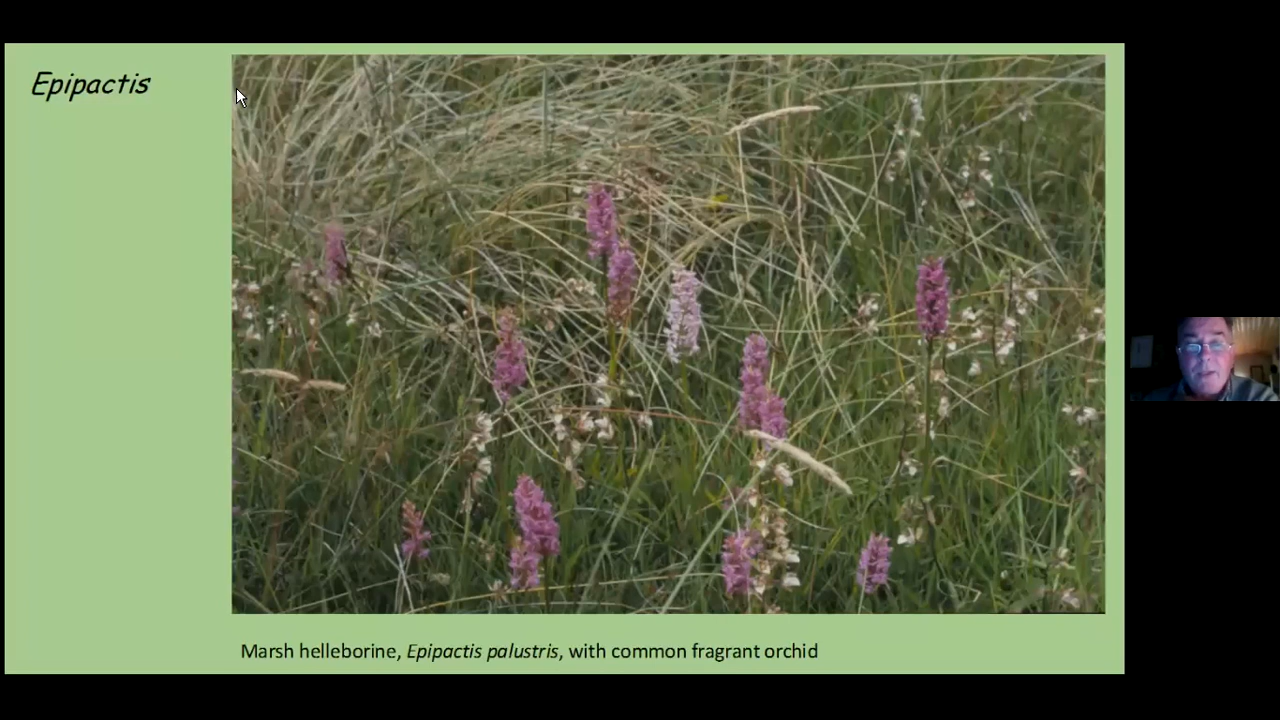 Epipactis
Marsh helleborine, Epipactis palustris, with common fragrant orchid